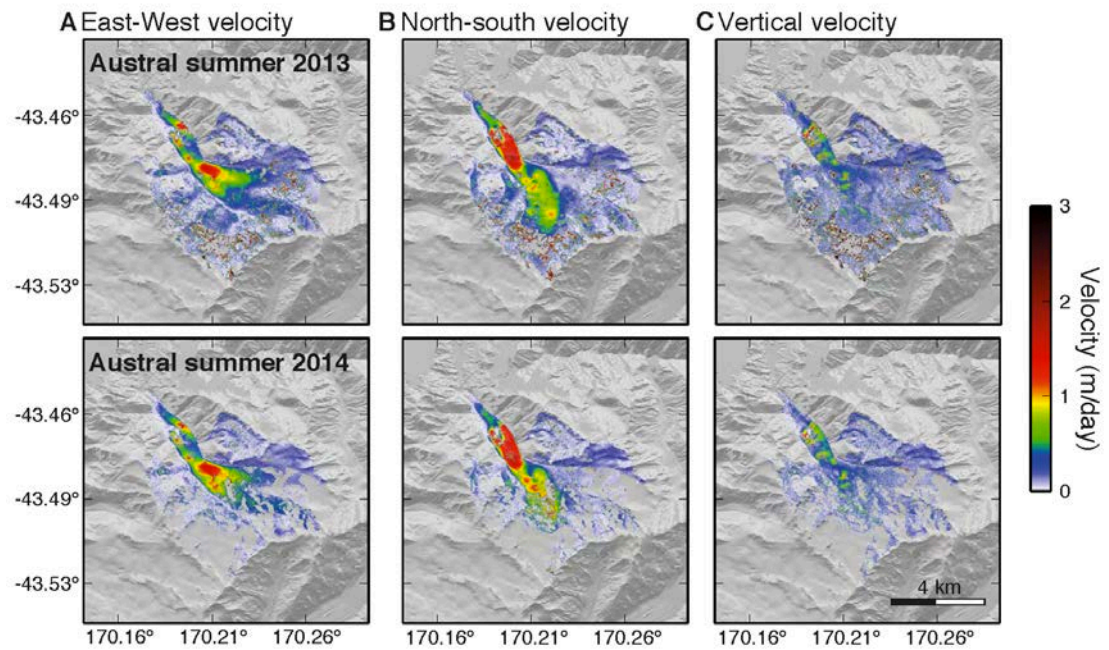 A East-West velocity
B North-south velocity
C Vertical velocity
Austral summer 2013
-43.46°
-43.49°
-43.53°
Austral summer 2014
-43.46°
-43.49°
-43.53°
4 km
170.16° 170.21° 170.26°
170.16° 170.21° 170.26°
170.16° 170.21° 170.26°
3
2
1
0
Velocity (m/day)